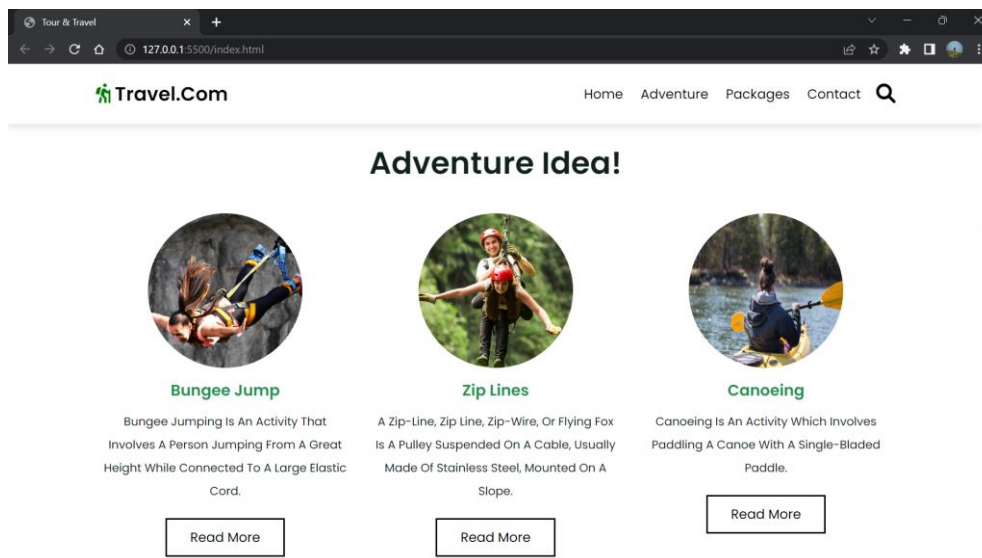 Tour & Travel
127.0.0.1:5500/index.html
Travel.Com
Home Adventure Packages Contact
Adventure Idea!
Bungee Jump
Bungee Jumping Is An Activity That
Involves A Person Jumping From A Great
Height While Connected To A Large Elastic
Cord.
Read More
Zip Lines
A Zip-Line, Zip Line, Zip-Wire, Or Flying Fox
Is A Pulley Suspended On A Cable, Usually
Made Of Stainless Steel, Mounted On A
Slope.
Read More
Canoeing
Canoeing Is An Activity Which Involves
Paddling A Canoe With A Single-Bladed
Paddle.
Read More